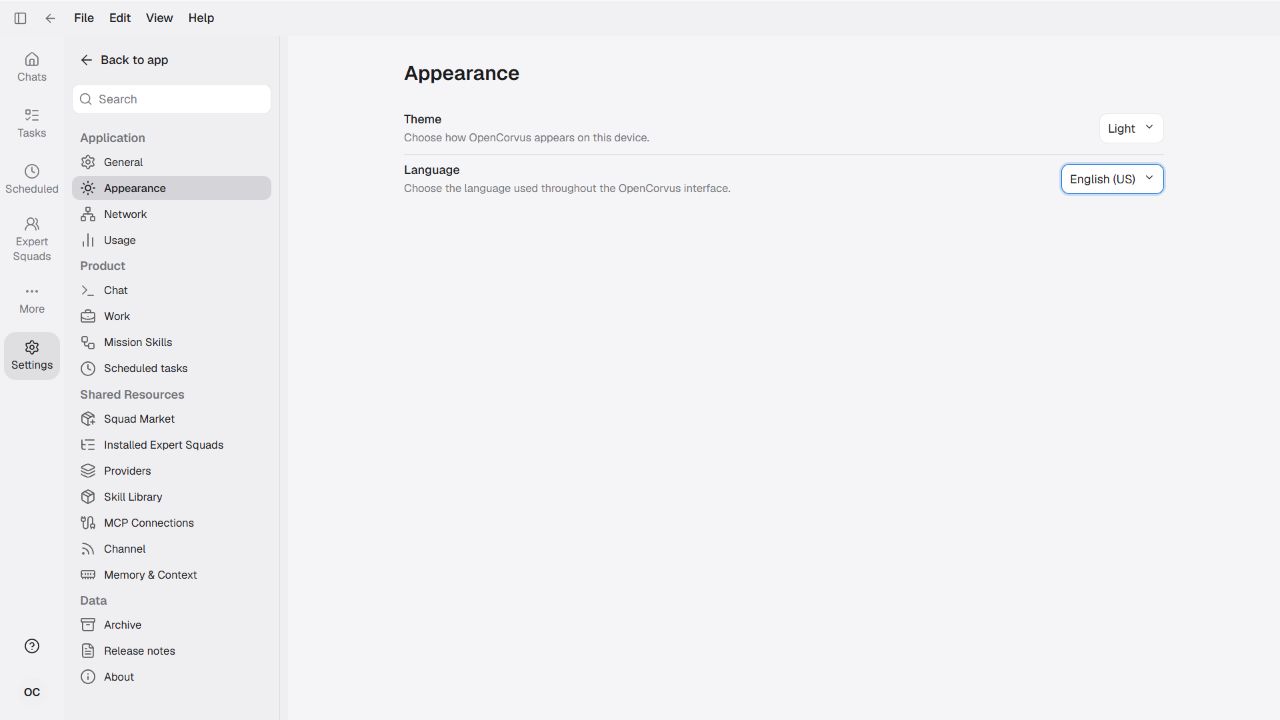 File Edit View Help
Chats
Tasks
Scheduled
Expert
Squads
More
Settings
OC
Back to app
Search
Application
General
Appearance
Network
Usage
Product
Chat
Work
Mission Skills
Scheduled tasks
Shared Resources
Squad Market
Installed Expert Squads
Providers
Skill Library
MCP Connections
Channel
Memory & Context
Data
Archive
Release notes
About
Appearance
Theme
Choose how OpenCorvus appears on this device.
Light
Language
Choose the language used throughout the OpenCorvus interface.
English (US)